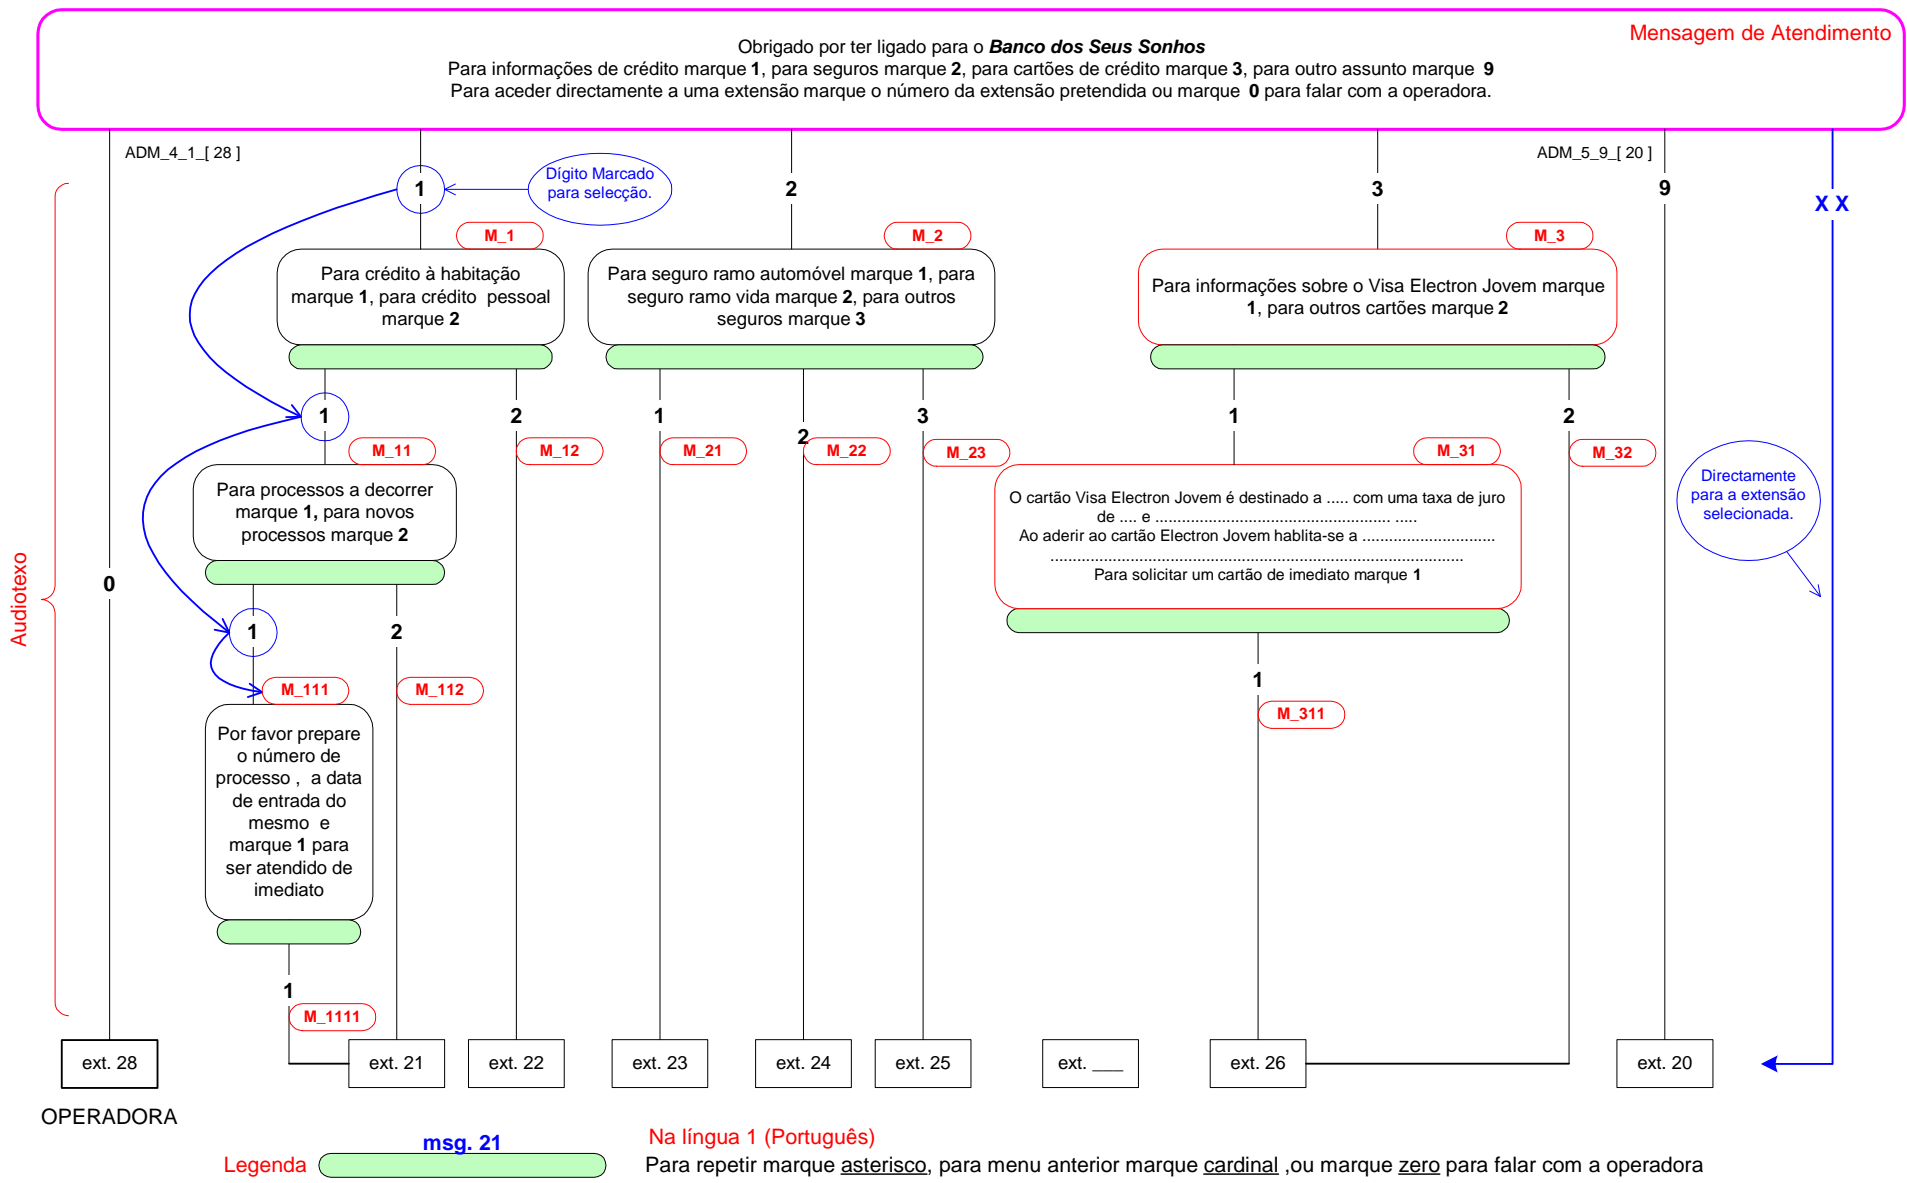 Mensagem de Atendimento
Obrigado por ter ligado para o Banco dos Seus Sonhos
Para informações de crédito marque 1, para seguros marque 2, para cartões de crédito marque 3, para outro assunto marque 9
Para aceder directamente a uma extensão marque o número da extensão pretendida ou marque 0 para falar com a operadora.
ADM_4_1_[ 28 ]
ADM_5_9_[ 20 ]
1
Dígito Marcado
para selecção.
2
3
9
X X
M_1
M_2
M_3
Para crédito à habitação
marque 1, para crédito pessoal
marque 2
Para seguro ramo automóvel marque 1, para
seguro ramo vida marque 2, para outros
seguros marque 3
Para informações sobre o Visa Electron Jovem marque
1, para outros cartões marque 2
1
2
1
2
3
1
2
M_11
M_12
M_21
M_22
M_23
M_31
M_32
Para processos a decorrer
marque 1, para novos
processos marque 2
O cartão Visa Electron Jovem é destinado a ..... com uma taxa de juro
de .... e ..................................................... .....
Ao aderir ao cartão Electron Jovem hablita-se a ..............................
.............................................................................................
Para solicitar um cartão de imediato marque 1
Directamente
para a extensão
selecionada.
Audiotexo
0
1
2
1
M_111
M_112
M_311
Por favor prepare
o número de
processo , a data
de entrada do
mesmo e
marque 1 para
ser atendido de
imediato
1
M_1111
ext. 28
ext. 21
ext. 22
ext. 23
ext. 24
ext. 25
ext. ___
ext. 26
ext. 20
OPERADORA
Legenda
msg. 21
Na língua 1 (Português)
Para repetir marque asterisco, para menu anterior marque cardinal ,ou marque zero para falar com a operadora